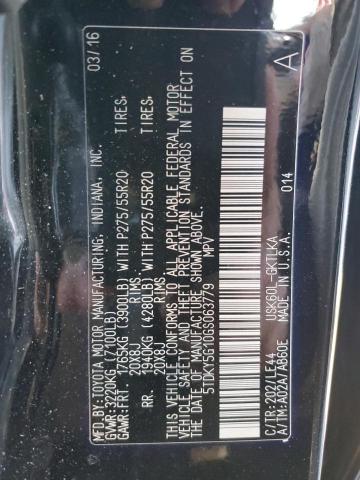 MFD. BY: TOYOTA MOTOR MANUFACTURING, INDIANA, INC. 03/16
GVWR: 3220KG (7100LB)
GAWR: FRT. 1765KG (3900LB) WITH P275/55R20 TIRES,
20X8J RIMS,
RR. 1940KG (4280LB) WITH P275/55R20 TIRES,
20X8J RIMS,
THIS VEHICLE CONFORMS TO ALL APPLICABLE FEDERAL MOTOR
VEHICLE SAFETY AND THEFT PREVENTION STANDARDS IN EFFECT
ON THE DATE OF MANUFACTURE SHOWN ABOVE.
5TDKY5G10GS063779 MPV
C/TR: 202/LE44 USK60L-GKTLKA
A/TM: A02A/AB60E MADE IN U.S.A. 014
A